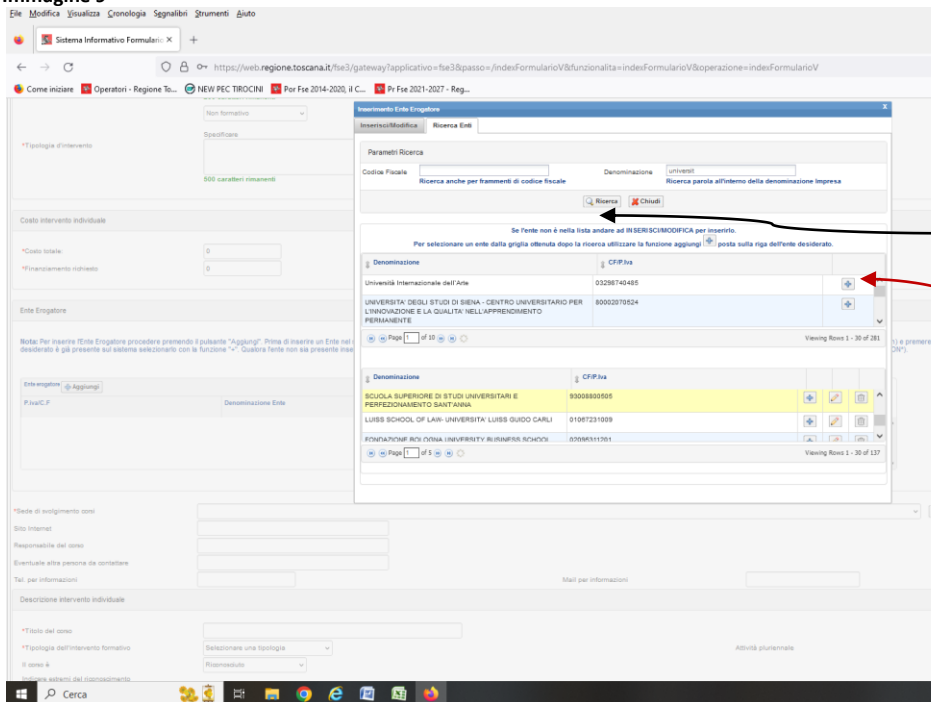 File Modifica Visualizza Cronologia Segnalibri Strumenti Aiuto
Sistema Informativo Formulario
https://web.regione.toscana.it/fse3/gateway?applicativo=fse3&passo=/indexFormularioV&funzionalita=indexFormularioV&operazione=indexFormularioV
Come iniziare Operatori - Regione To... NEW PEC TIROCINI Por Fse 2014-2020, il C... Pr Fse 2021-2027 - Reg...
Non formativo
Inserimento Ente Erogatore X
Inserisci/Modifica Ricerca Enti
Specificare
*Tipologia d'intervento
Parametri Ricerca
Codice Fiscale Denominazione universit
Ricerca anche per frammenti di codice fiscale Ricerca parola all'interno della denominazione Impresa
500 caratteri rimanenti
Ricerca Chiudi
Costo intervento individuale
Se l'ente non è nella lista andare ad INSERISCI/MODIFICA per inserirlo.
Per selezionare un ente dalla griglia ottenuta dopo la ricerca utilizzare la funzione aggiungi posta sulla riga dell'ente desiderato.
*Costo totale 0
*Finanziamento richiesto 0
Denominazione CF/P.Iva
Università Internazionale dell'Arte 03298740485
UNIVERSITA' DEGLI STUDI DI SIENA - CENTRO UNIVERSITARIO PER L'INNOVAZIONE E LA QUALITA' NELL'APPRENDIMENTO PERMANENTE 80002070524
Ente Erogatore
Page 1 of 10 Viewing Rows 1 - 30 of 281
Nota: Per inserire l'Ente Erogatore procedere premendo il pulsante "Aggiungi". Prima di inserire un Ente nel
desiderato è già presente sul sistema selezionarlo con la funzione "+". Qualora l'ente non sia presente
Denominazione CF/P.Iva
Ente erogatore Aggiungi
P.Iva/C.F Denominazione Ente
SCUOLA SUPERIORE DI STUDI UNIVERSITARI E PERFEZIONAMENTO SANT'ANNA 93008800505
LUISS SCHOOL OF LAW- UNIVERSITA' LUISS GUIDO CARLI 01067231009
FONDAZIONE BOLOGNA UNIVERSITY BUSINESS SCHOOL 02095311201
Page 1 of 5 Viewing Rows 1 - 30 of 137
*Sede di svolgimento corsi
Sito Internet
Responsabile del corso
Eventuale altra persona da contattare
Tel. per informazioni Mail per informazioni
Descrizione intervento individuale
*Titolo del corso
*Tipologia dell'intervento formativo Selezionare una tipologia Attività pluriennale
Il corso è Riconosciuto
Indicare estremi del riconoscimento
Cerca